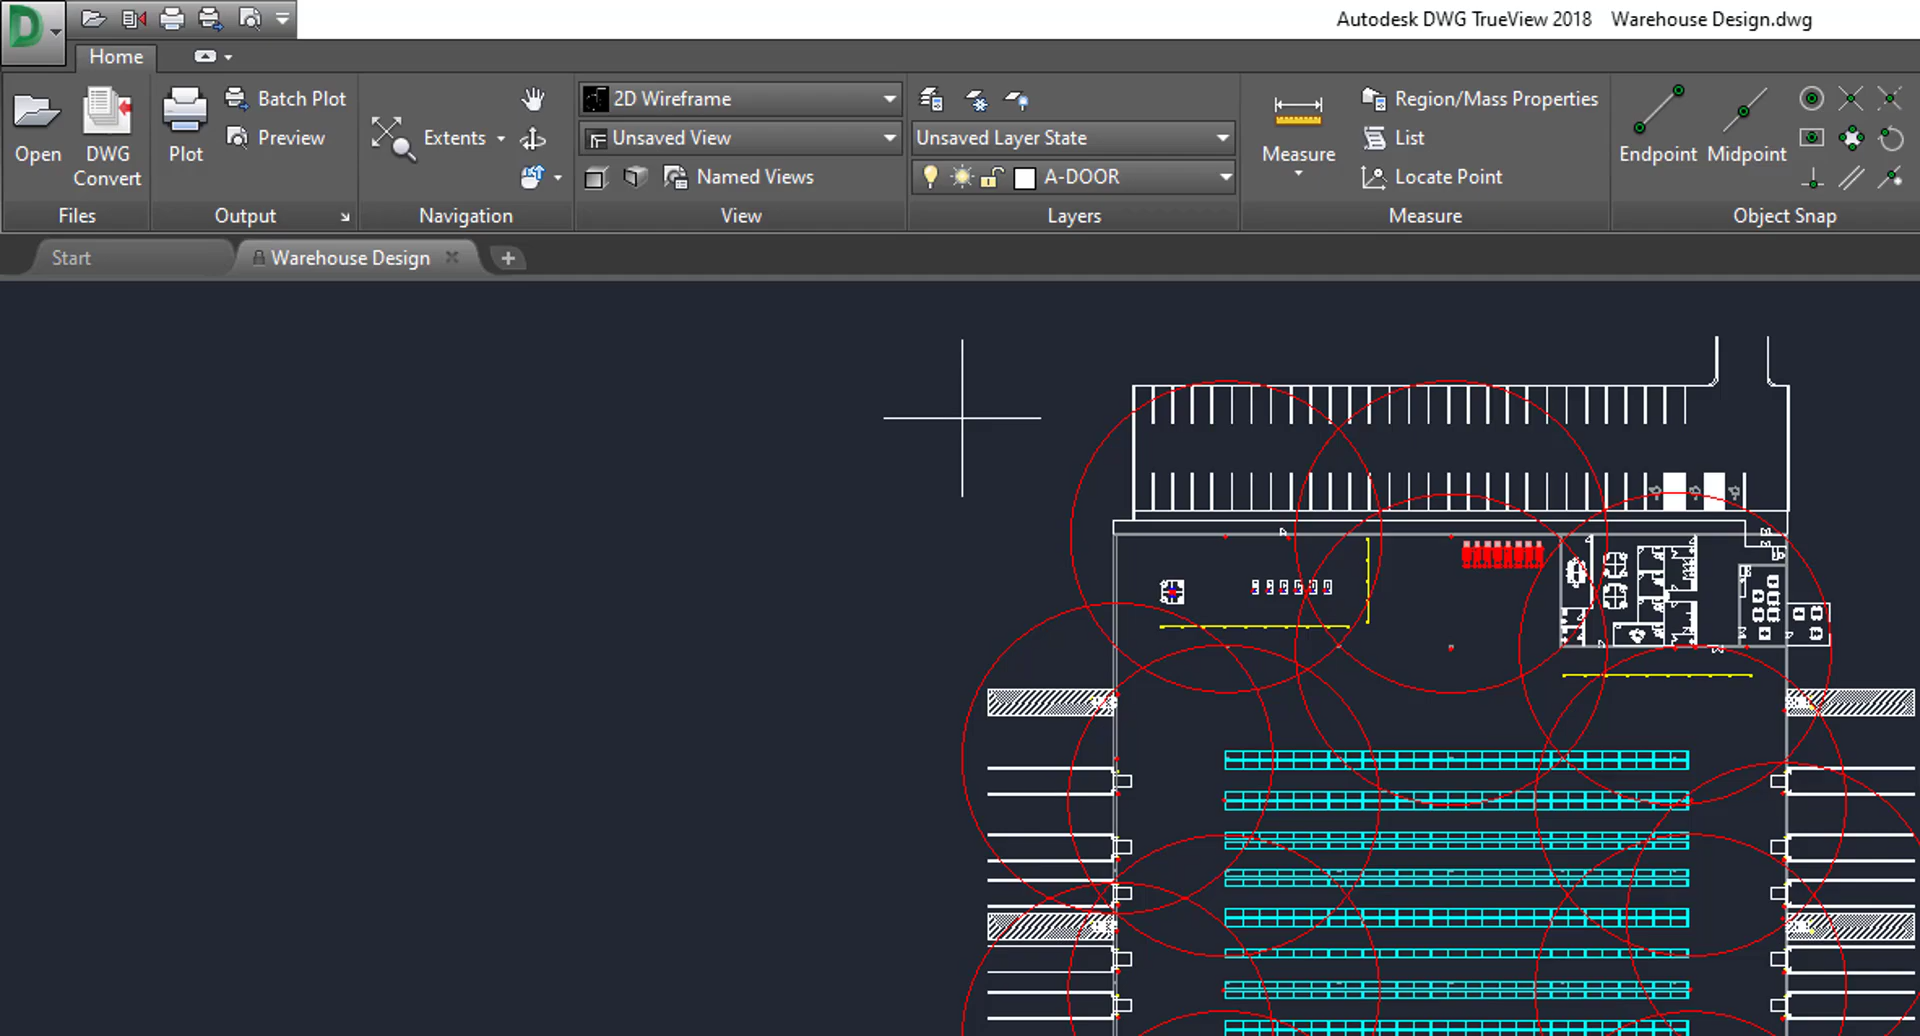 Autodesk DWG TrueView 2018 Warehouse Design.dwg
Home
Open
DWG Convert
Files
Plot
Batch Plot
Preview
Output
Extents
Navigation
2D Wireframe
Unsaved View
Named Views
View
Unsaved Layer State
A-DOOR
Layers
Measure
Region/Mass Properties
List
Locate Point
Measure
Endpoint
Midpoint
Object Snap
Start
Warehouse Design